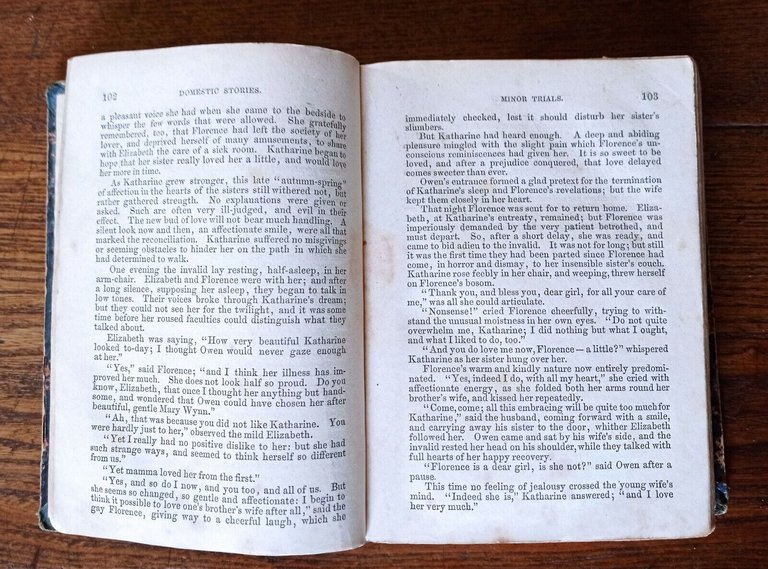 102 DOMESTIC STORIES.
a pleasant voice she had when she came to the bedside to
whisper the few words that were allowed. She gratefully
remembered, too, that Florence had left the society of her
lover, and deprived herself of many amusements, to share
with Elizabeth the care of a sick room. Katharine began to
hope that her sister really loved her a little, and would love
her more in time.
As Katharine grew stronger, this late "autumn-spring"
of affection in the hearts of the sisters still withered not, but
rather gathered strength. No explanations were given or
asked. Such are often very ill-judged, and evil in their
effect. The new bud of love will not bear much handling. A
silent look now and then, an affectionate smile, were all that
marked the reconciliation. Katharine suffered no misgivings
or seeming obstacles to hinder her on the path in which she
had determined to walk.
One evening the invalid lay resting, half-asleep, in her
arm-chair. Elizabeth and Florence were with her; and after
a long silence, supposing her asleep, they began to talk in
low tones. Their voices broke through Katharine's dream;
but they could not see her for the twilight, and it was some
time before her roused faculties could distinguish what they
talked about.
Elizabeth was saying, "How very beautiful Katharine
looked to-day; I thought Owen would never gaze enough
at her."
"Yes," said Florence; "and I think her illness has im-
proved her much. She does not look half so proud. Do you
know, Elizabeth, that once I thought her anything but hand-
some, and wondered that Owen could have chosen her after
beautiful, gentle Mary Wynn."
"Ah, that was because you did not like Katharine. You
were hardly just to her," observed the mild Elizabeth.
"Yet I really had no positive dislike to her: but she had
such strange ways, and seemed to think herself so different
from us."
"Yet mamma loved her from the first."
"Yes, and so do I now, and you too, and all of us. But
she seems so changed, so gentle and affectionate: I begin to
think it possible to love one's brother's wife after all," said the
gay Florence, giving way to a cheerful laugh, which she
MINOR TRIALS. 103
immediately checked, lest it should disturb her sister's
slumbers.
But Katharine had heard enough. A deep and abiding
pleasure mingled with the slight pain which Florence's un-
conscious reminiscences had given her. It is so sweet to be
loved, and after a prejudice conquered, that love delayed
comes sweeter than ever.
Owen's entrance formed a glad pretext for the termination
of Katharine's sleep and Florence's revelations; but the wife
kept them closely in her heart.
That night Florence was sent for to return home. Eliza-
beth, at Katharine's entreaty, remained; but Florence was
imperiously demanded by the very patient betrothed, and
must depart. So, after a short delay, she was ready, and
came to bid adieu to the invalid. It was not for long; but still
it was the first time they had been parted since Florence had
come, in horror and dismay, to her insensible sister's couch.
Katharine rose feebly in her chair, and weeping, threw herself
on Florence's bosom.
"Thank you, and bless you, dear girl, for all your care of
me," was all she could articulate.
"Nonsense!" cried Florence cheerfully, trying to with-
stand the unusual moistness in her own eyes. "Do not quite
overwhelm me, Katharine; I did nothing but what I ought,
and what I liked to do, too."
"And you do love me now, Florence — a little?" whispered
Katharine as her sister hung over her.
Florence's warm and kindly nature now entirely predomi-
nated. "Yes, indeed I do, with all my heart," she cried with
affectionate energy, as she folded both her arms round her
brother's wife, and kissed her repeatedly.
"Come, come; all this embracing will be quite too much for
Katharine," said the husband, coming forward with a smile,
and carrying away his sister to the door, whither Elizabeth
followed her. Owen came and sat by his wife's side, and the
invalid rested her head on his shoulder, while they talked with
full hearts of her happy recovery.
"Florence is a dear girl, is she not?" said Owen after a
pause.
This time no feeling of jealousy crossed the young wife's
mind. "Indeed she is," Katharine answered; "and I love
her very much."